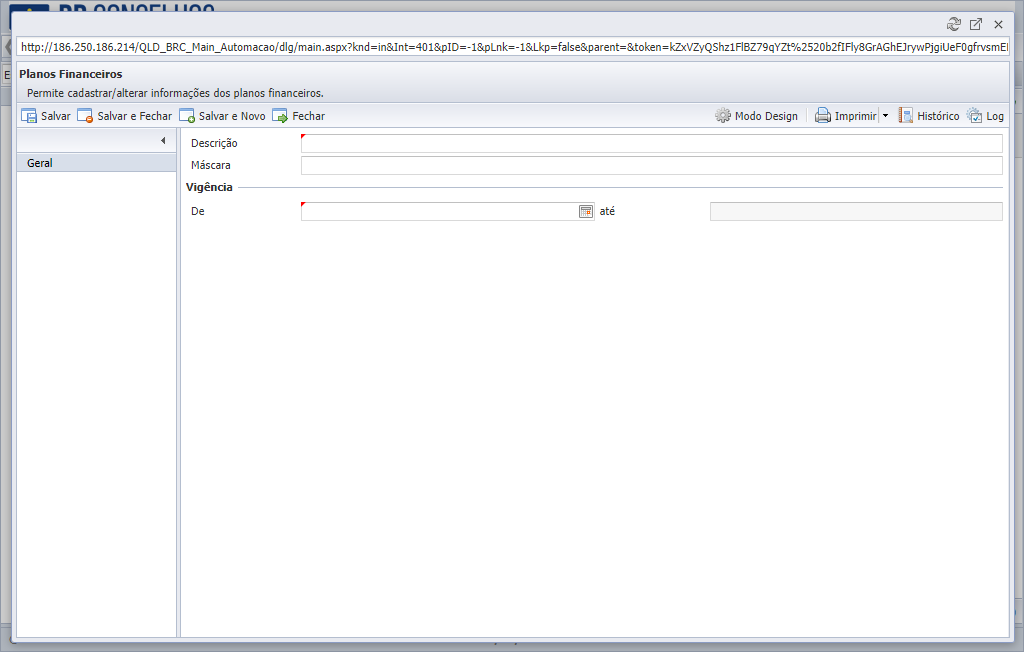 http://186.250.186.214/QLD_BRC_Main_Automacao/dlg/main.aspx?knd=in&Int=401&pID=-1&pLnk=-1&Lkp=false&parent=&token=kZxVZyQShz1FlBZ79qYZt%2520b2fIFly8GrAGhEJrywPjgiUeF0gfrvsmEl
Planos Financeiros
Permite cadastrar/alterar informações dos planos financeiros.
Salvar Salvar e Fechar Salvar e Novo Fechar Modo Design Imprimir Histórico Log
Geral
Descrição
Máscara
Vigência
De até